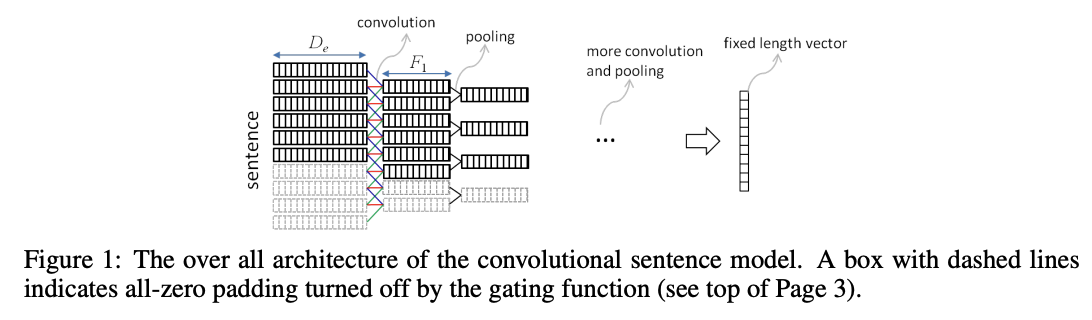 convolution
D_e
pooling
F_1
more convolution
and pooling
fixed length vector
sentence
...
Figure 1: The over all architecture of the convolutional sentence model. A box with dashed lines
indicates all-zero padding turned off by the gating function (see top of Page 3).